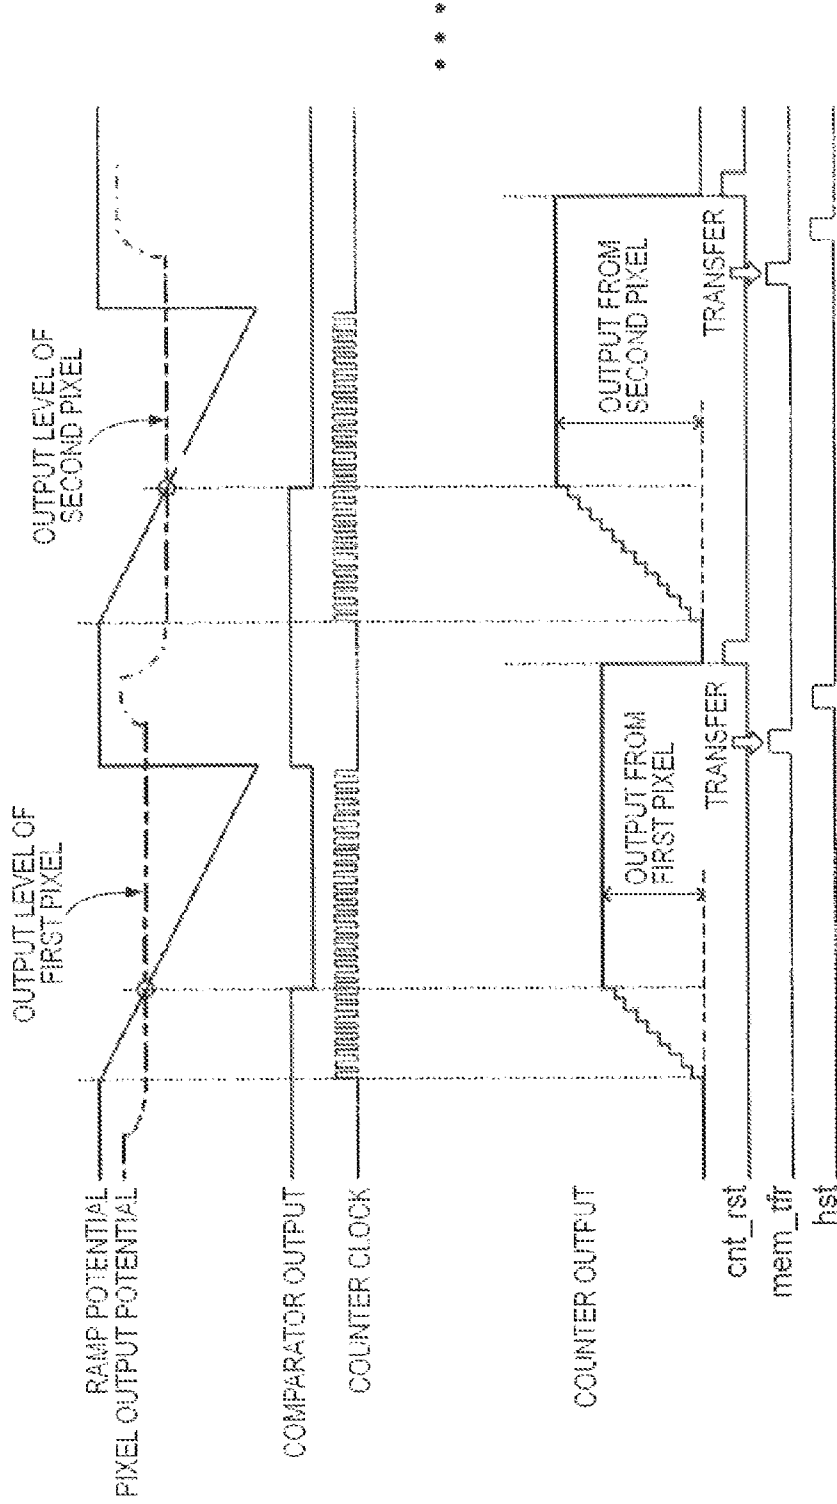 OUTPUT LEVEL OF
FIRST PIXEL
OUTPUT LEVEL OF
SECOND PIXEL
RAMP POTENTIAL
PIXEL OUTPUT POTENTIAL
COMPARATOR OUTPUT
COUNTER CLOCK
COUNTER OUTPUT
OUTPUT FROM
FIRST PIXEL
OUTPUT FROM
SECOND PIXEL
TRANSFER
TRANSFER
cnt_rst
mem_tfr
hst